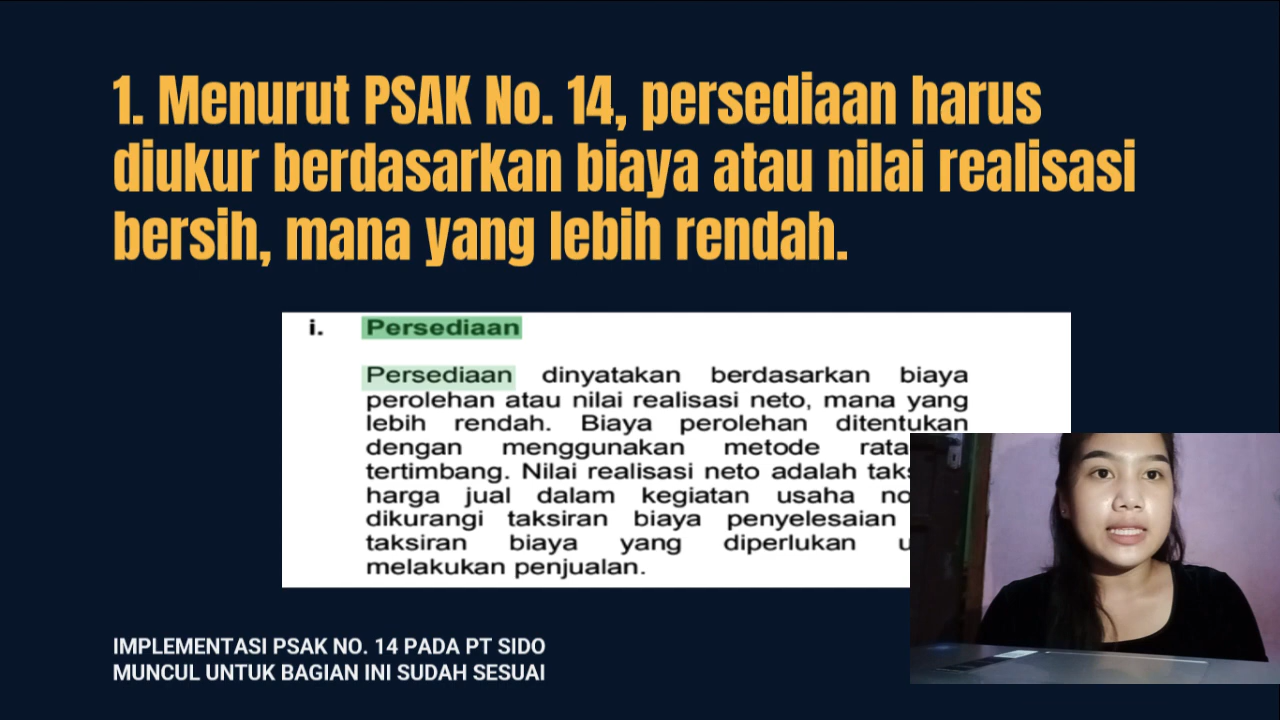 1. Menurut PSAK No. 14, persediaan harus
diukur berdasarkan biaya atau nilai realisasi
bersih, mana yang lebih rendah.
i. Persediaan
Persediaan dinyatakan berdasarkan biaya
perolehan atau nilai realisasi neto, mana yang
lebih rendah. Biaya perolehan ditentukan
dengan menggunakan metode rata
tertimbang. Nilai realisasi neto adalah
harga jual dalam kegiatan usaha
dikurangi taksiran biaya penyelesaian
taksiran biaya yang diperlukan
melakukan penjualan.
IMPLEMENTASI PSAK NO. 14 PADA PT SIDO
MUNCUL UNTUK BAGIAN INI SUDAH SESUAI